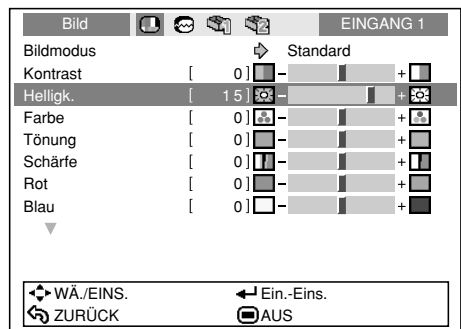 Bild EINGANG 1
Bildmodus Standard
Kontrast [ 0 ] - +
Helligk. [ 15 ] - +
Farbe [ 0 ] - +
Tönung [ 0 ] - +
Schärfe [ 0 ] - +
Rot [ 0 ] - +
Blau [ 0 ] - +
WÄ./EINS. Ein.-Eins.
ZURÜCK AUS